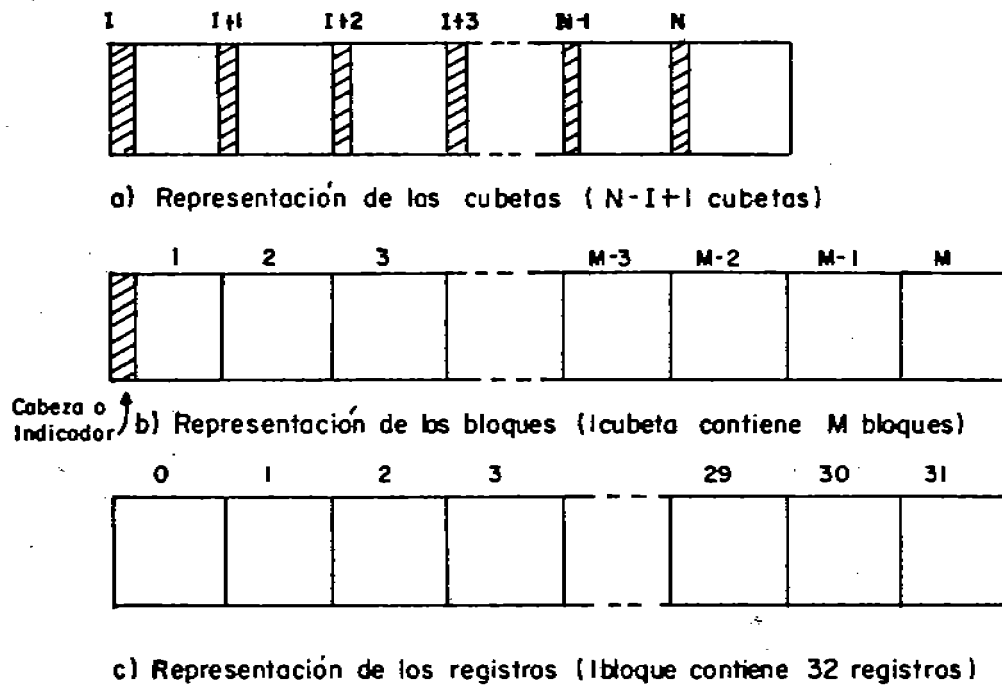 I I+1 I+2 I+3 N-1 N
a) Representación de las cubetas ( N-I+1 cubetas)
1 2 3 M-3 M-2 M-1 M
Cabeza o
Indicador
b) Representación de los bloques (1cubeta contiene M bloques)
0 1 2 3 29 30 31
c) Representación de los registros (1bloque contiene 32 registros)